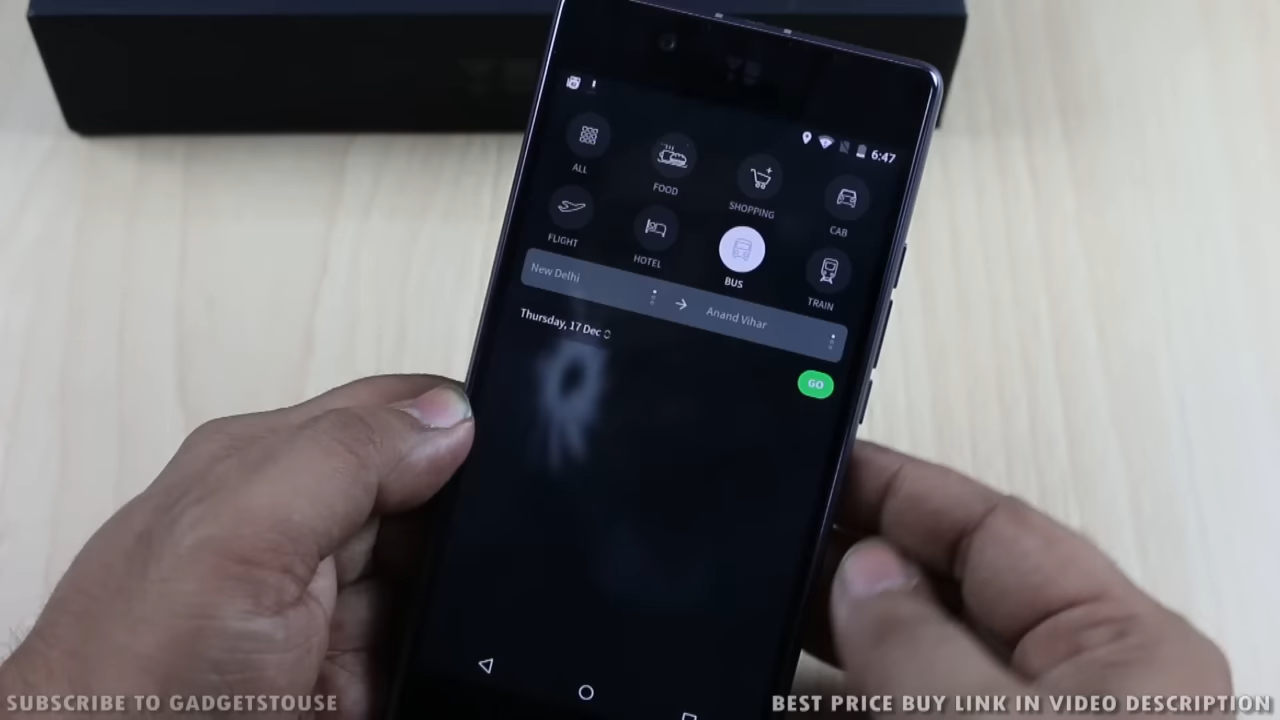 6:47
ALL
FOOD
SHOPPING
CAB
FLIGHT
HOTEL
BUS
TRAIN
New Delhi
Anand Vihar
Thursday, 17 Dec
GO
SUBSCRIBE TO GADGETSTOUSE
BEST PRICE BUY LINK IN VIDEO DESCRIPTION